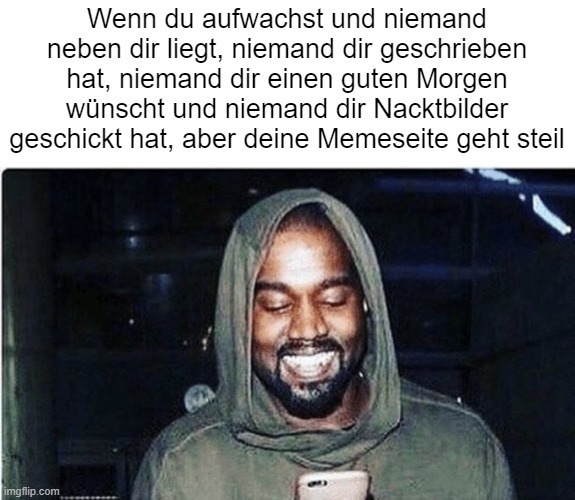 Wenn du aufwachst und niemand
neben dir liegt, niemand dir geschrieben
hat, niemand dir einen guten Morgen
wünscht und niemand dir Nacktbilder
geschickt hat, aber deine Memeseite geht steil
imgflip.com